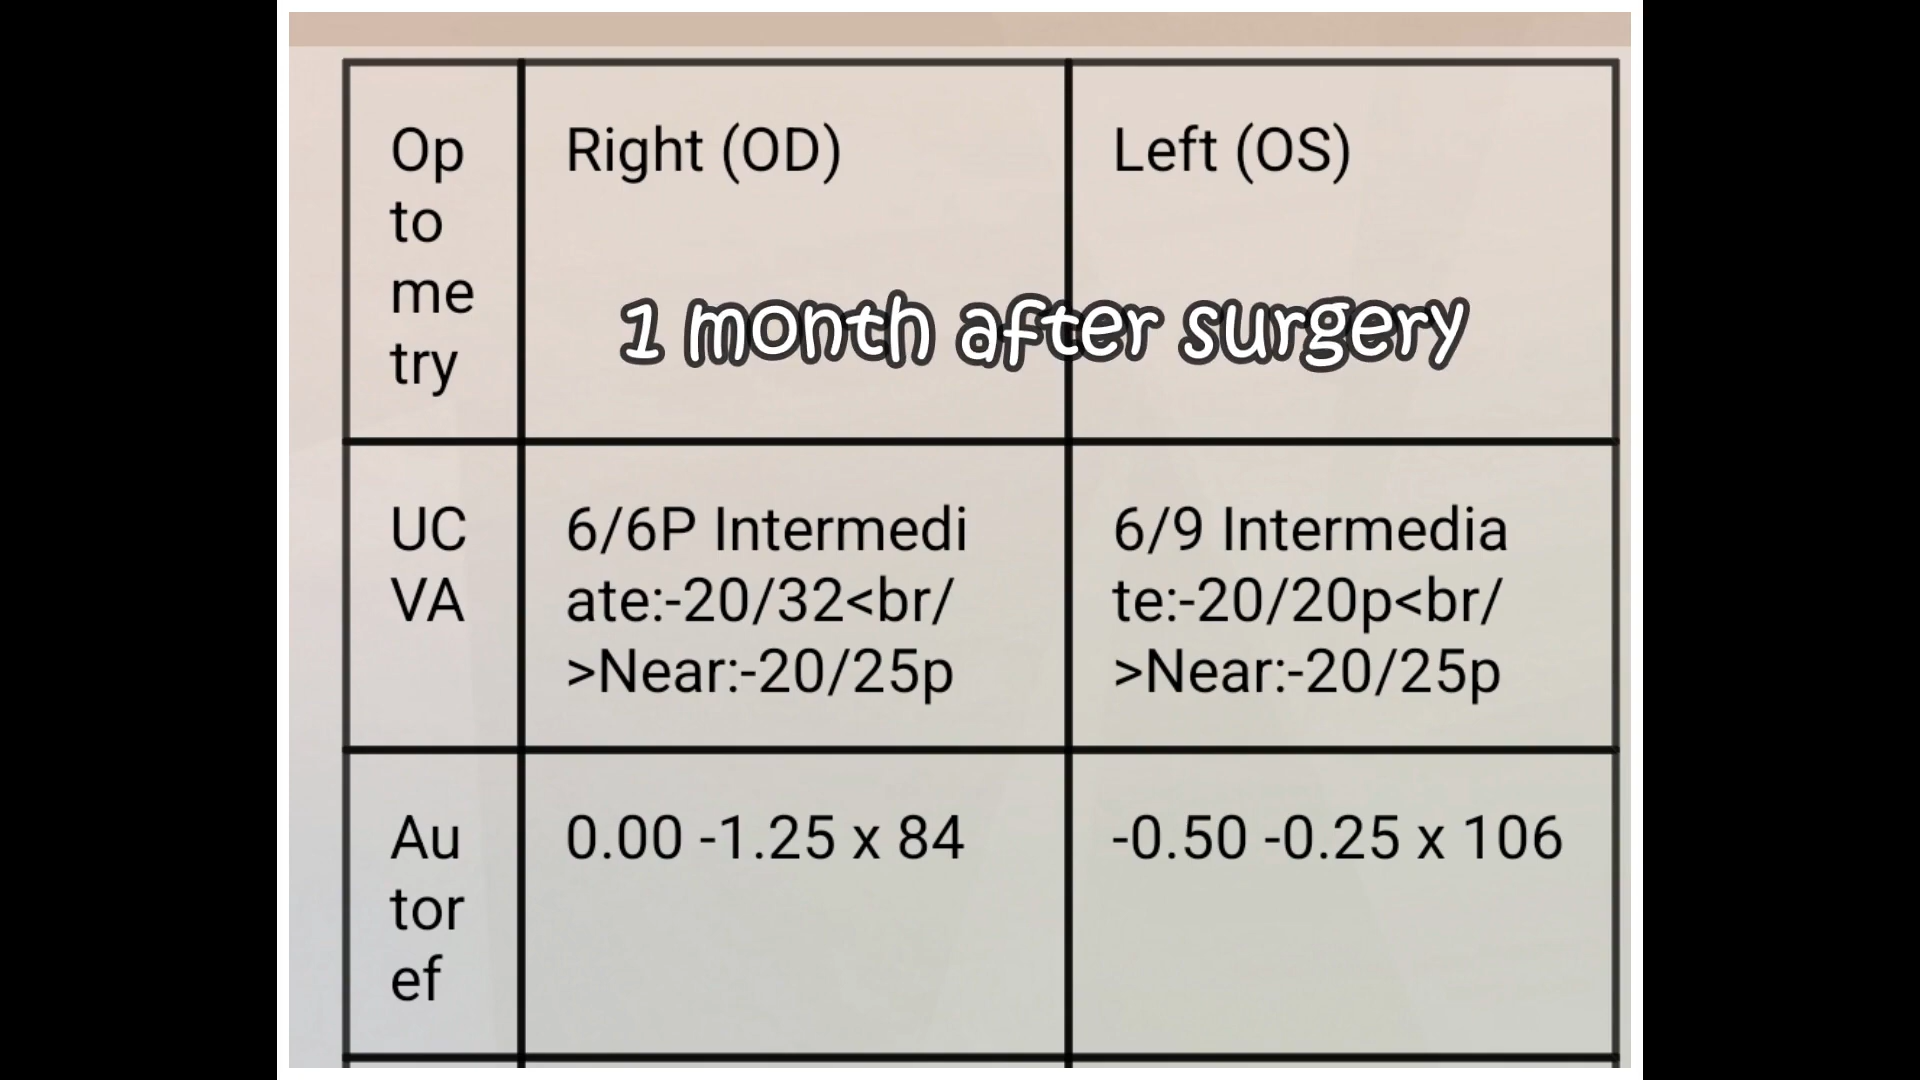 Op
to
me
try
Right (OD)
Left (OS)
1 month after surgery
UC
VA
6/6P Intermedi
ate:-20/32<br/
>Near:-20/25p
6/9 Intermedia
te:-20/20p<br/
>Near:-20/25p
Au
tor
ef
0.00 -1.25 x 84
-0.50 -0.25 x 106